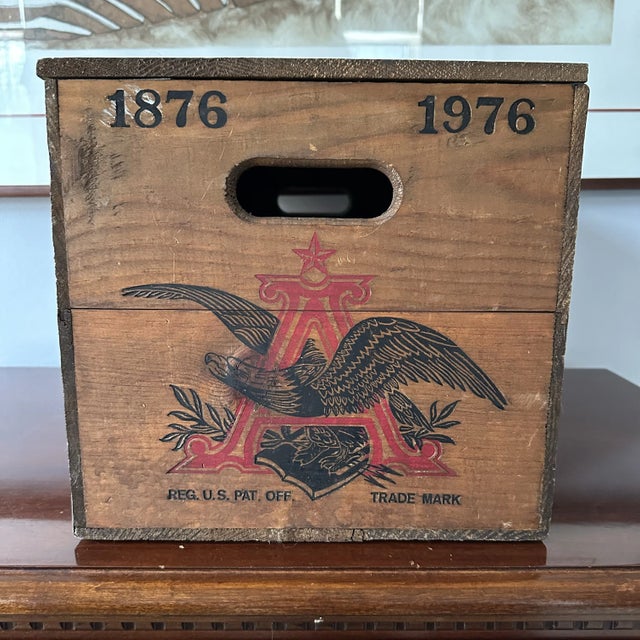 1876 1976
A
REG. U.S. PAT. OFF. TRADE MARK